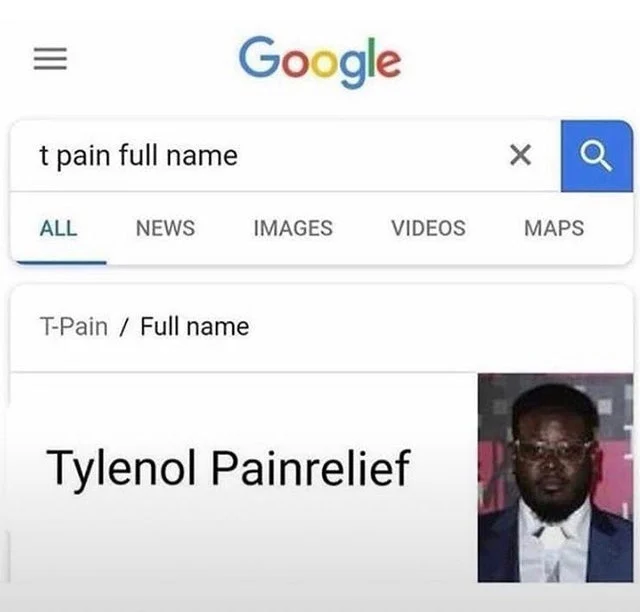 Google
t pain full name
ALL NEWS IMAGES VIDEOS MAPS
T-Pain / Full name
Tylenol Painrelief